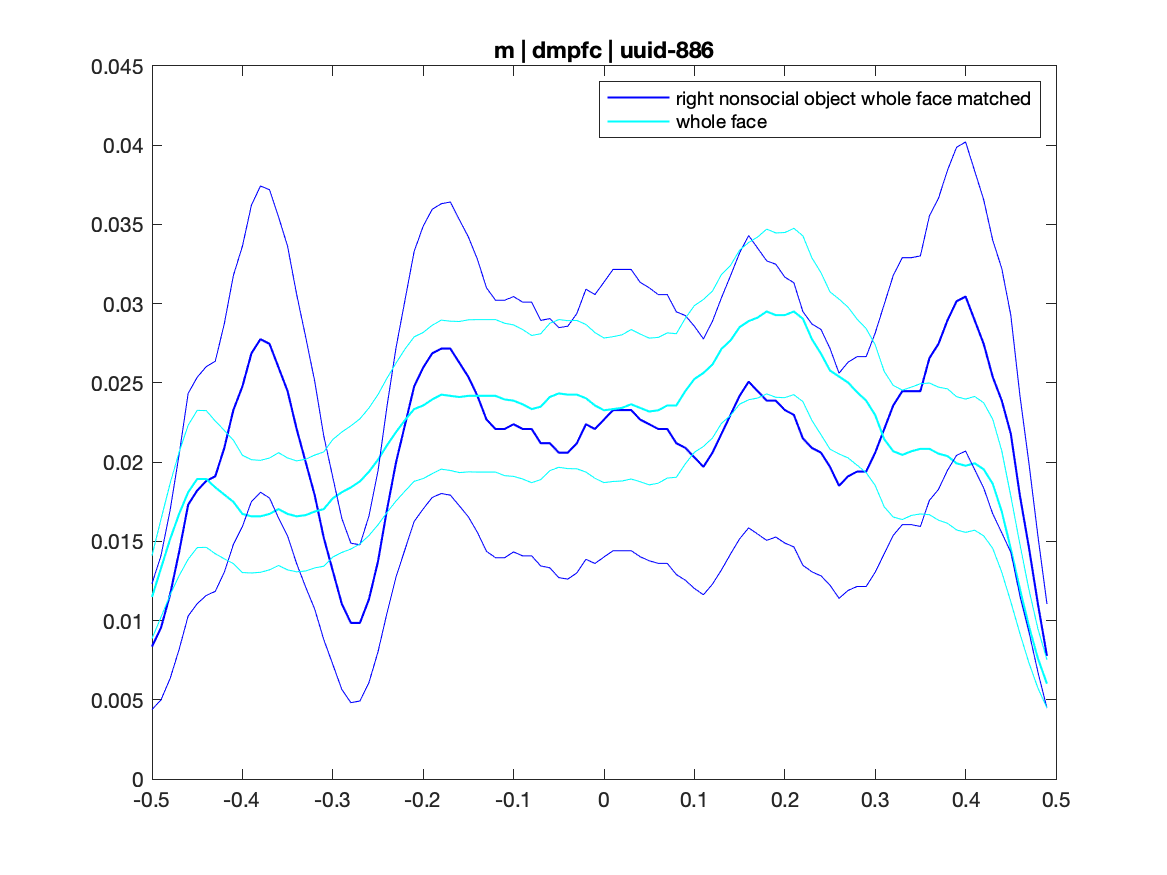 m | dmpfc | uuid-886
0.045
0.04
0.035
0.03
0.025
0.02
0.015
0.01
0.005
0
right nonsocial object whole face matched
whole face
-0.5 -0.4 -0.3 -0.2 -0.1 0 0.1 0.2 0.3 0.4 0.5